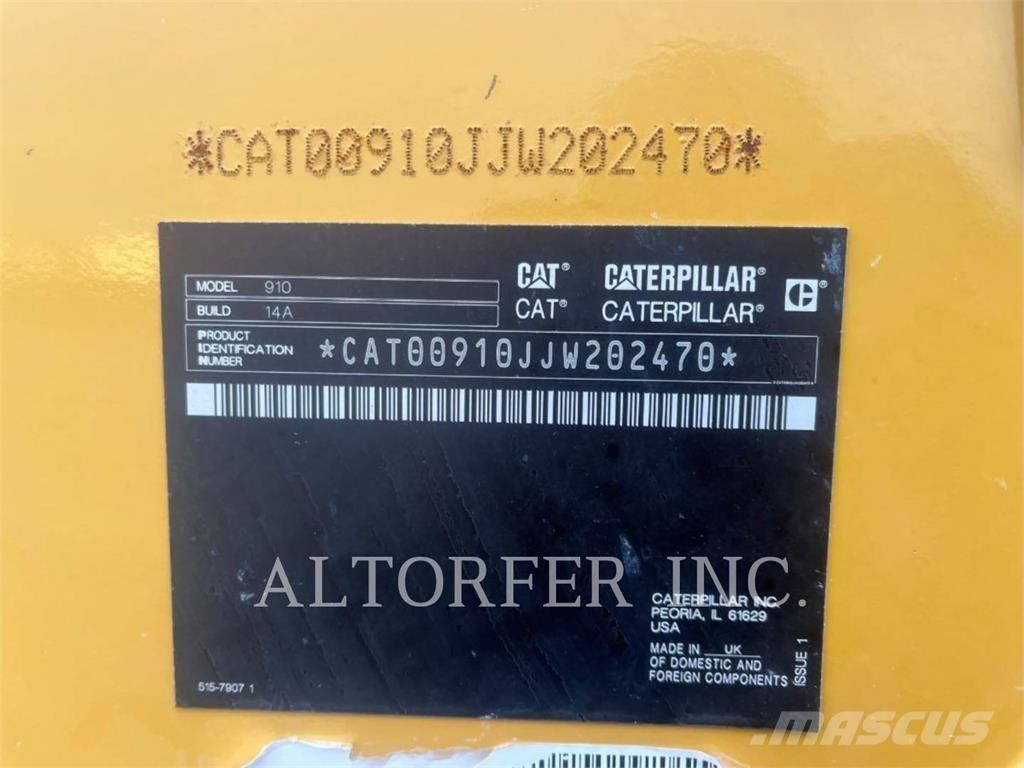 *CAT00910JJW202470*
MODEL 910
BUILD 14A
CAT® CATERPILLAR®
CAT® CATERPILLAR®
C ®
PRODUCT
IDENTIFICATION
NUMBER
*CAT00910JJW202470*
ALTORFER INC.
CATERPILLAR INC.
PEORIA, IL 61629
USA
MADE IN UK
OF DOMESTIC AND
FOREIGN COMPONENTS
ISSUE 1
515-7907 1
MASCUS